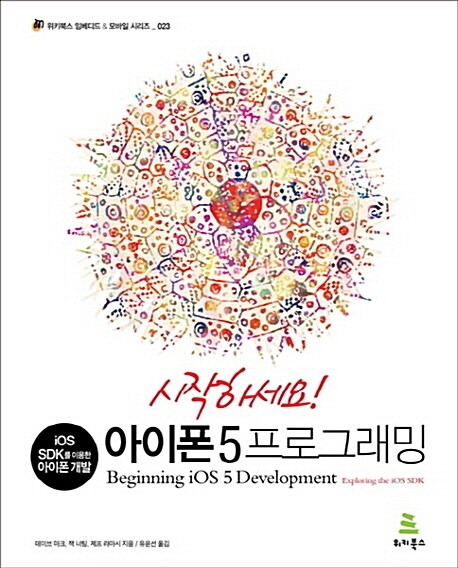 위키북스 임베디드 & 모바일 시리즈 _ 023
시작하세요!
iOS
SDK를 이용한
아이폰 개발
아이폰 5 프로그래밍
Beginning iOS 5 Development Exploring the iOS SDK
데이브 마크, 잭 너팅, 제프 라마시 지음 / 유윤선 옮김
위키북스